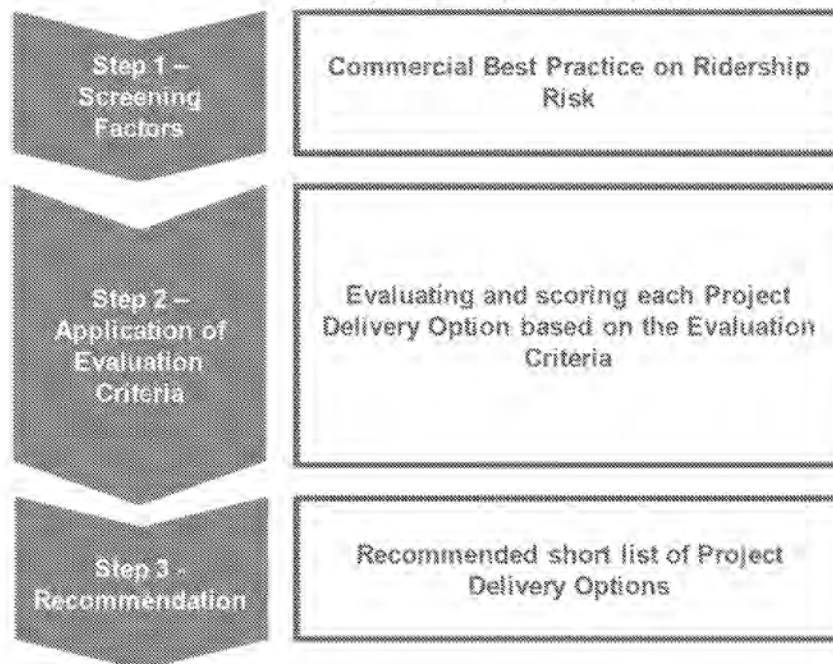 Step 1 –
Screening
Factors
Commercial Best Practice on Ridership
Risk
Step 2 –
Application of
Evaluation
Criteria
Evaluating and scoring each Project
Delivery Option based on the Evaluation
Criteria
Step 3 -
Recommendation
Recommended short list of Project
Delivery Options